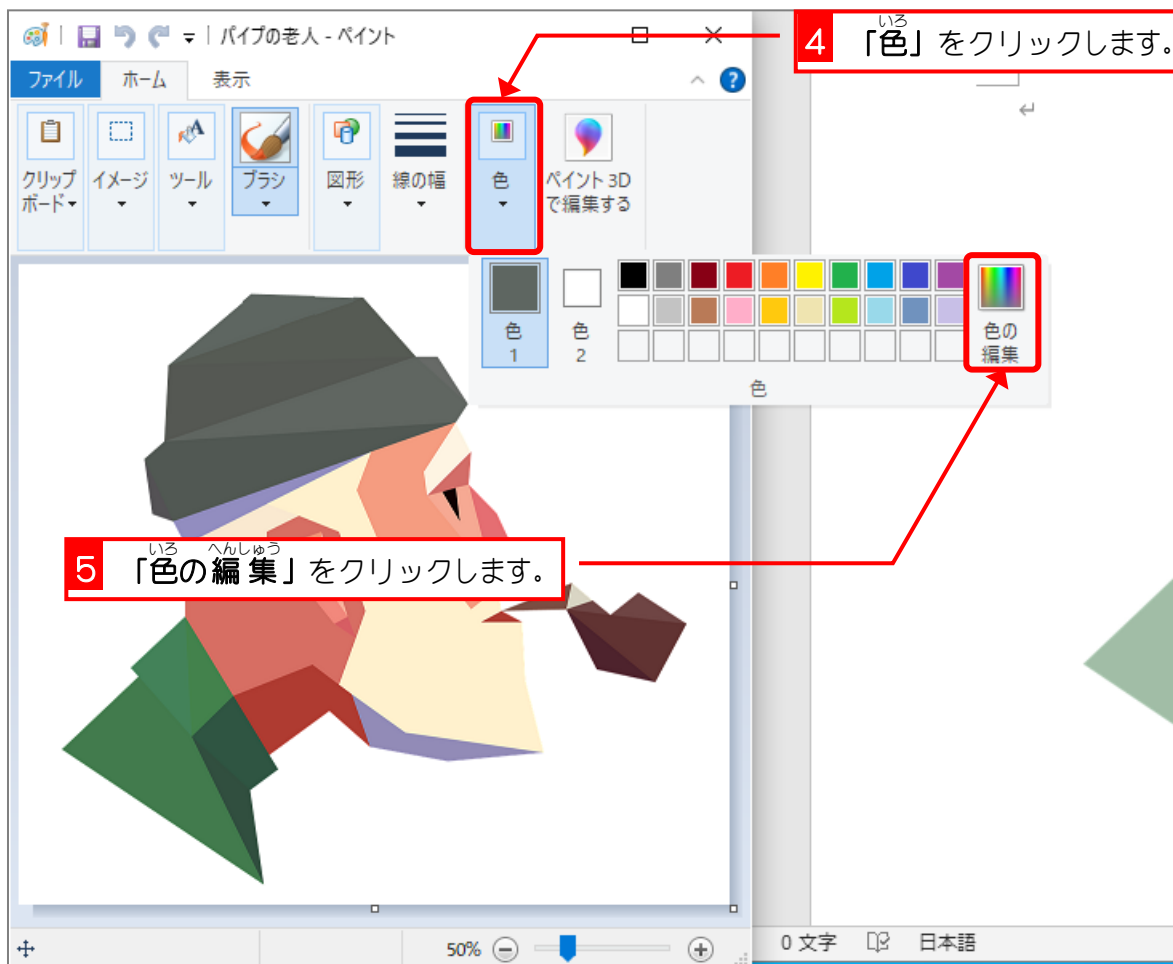 パイプの老人 - ペイント
4 「色」をクリックします。
いろ
ファイル ホーム 表示
クリップ
ボード
イメージ
ツール
ブラシ
図形
線の幅
色
ペイント 3D
で編集する
色
1
色
2
色の
編集
色
いろ へんしゅう
5 「色の編集」をクリックします。
50%
0 文字 日本語